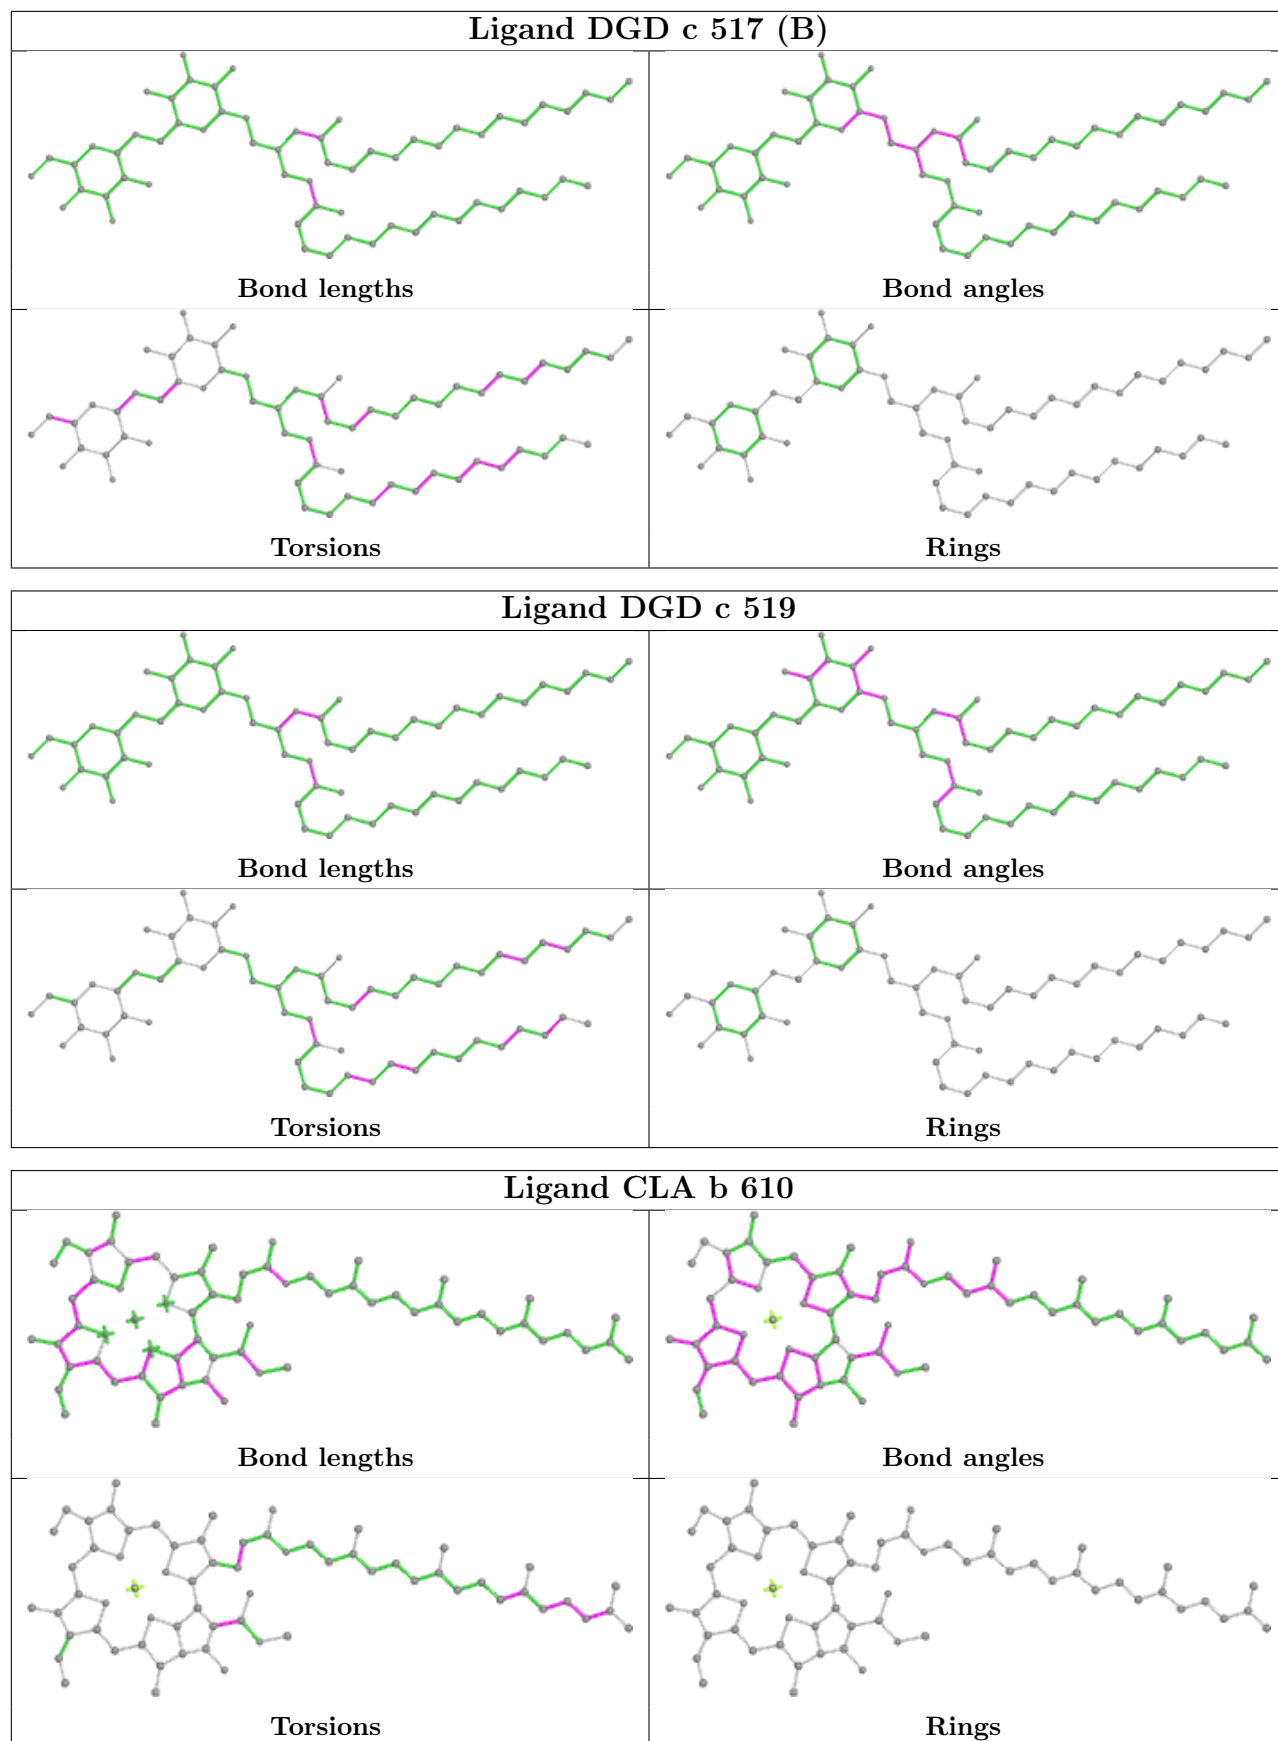 Ligand DGD c 517 (B)
Bond lengths
Bond angles
Torsions
Rings
Ligand DGD c 519
Bond lengths
Bond angles
Torsions
Rings
Ligand CLA b 610
Bond lengths
Bond angles
Torsions
Rings